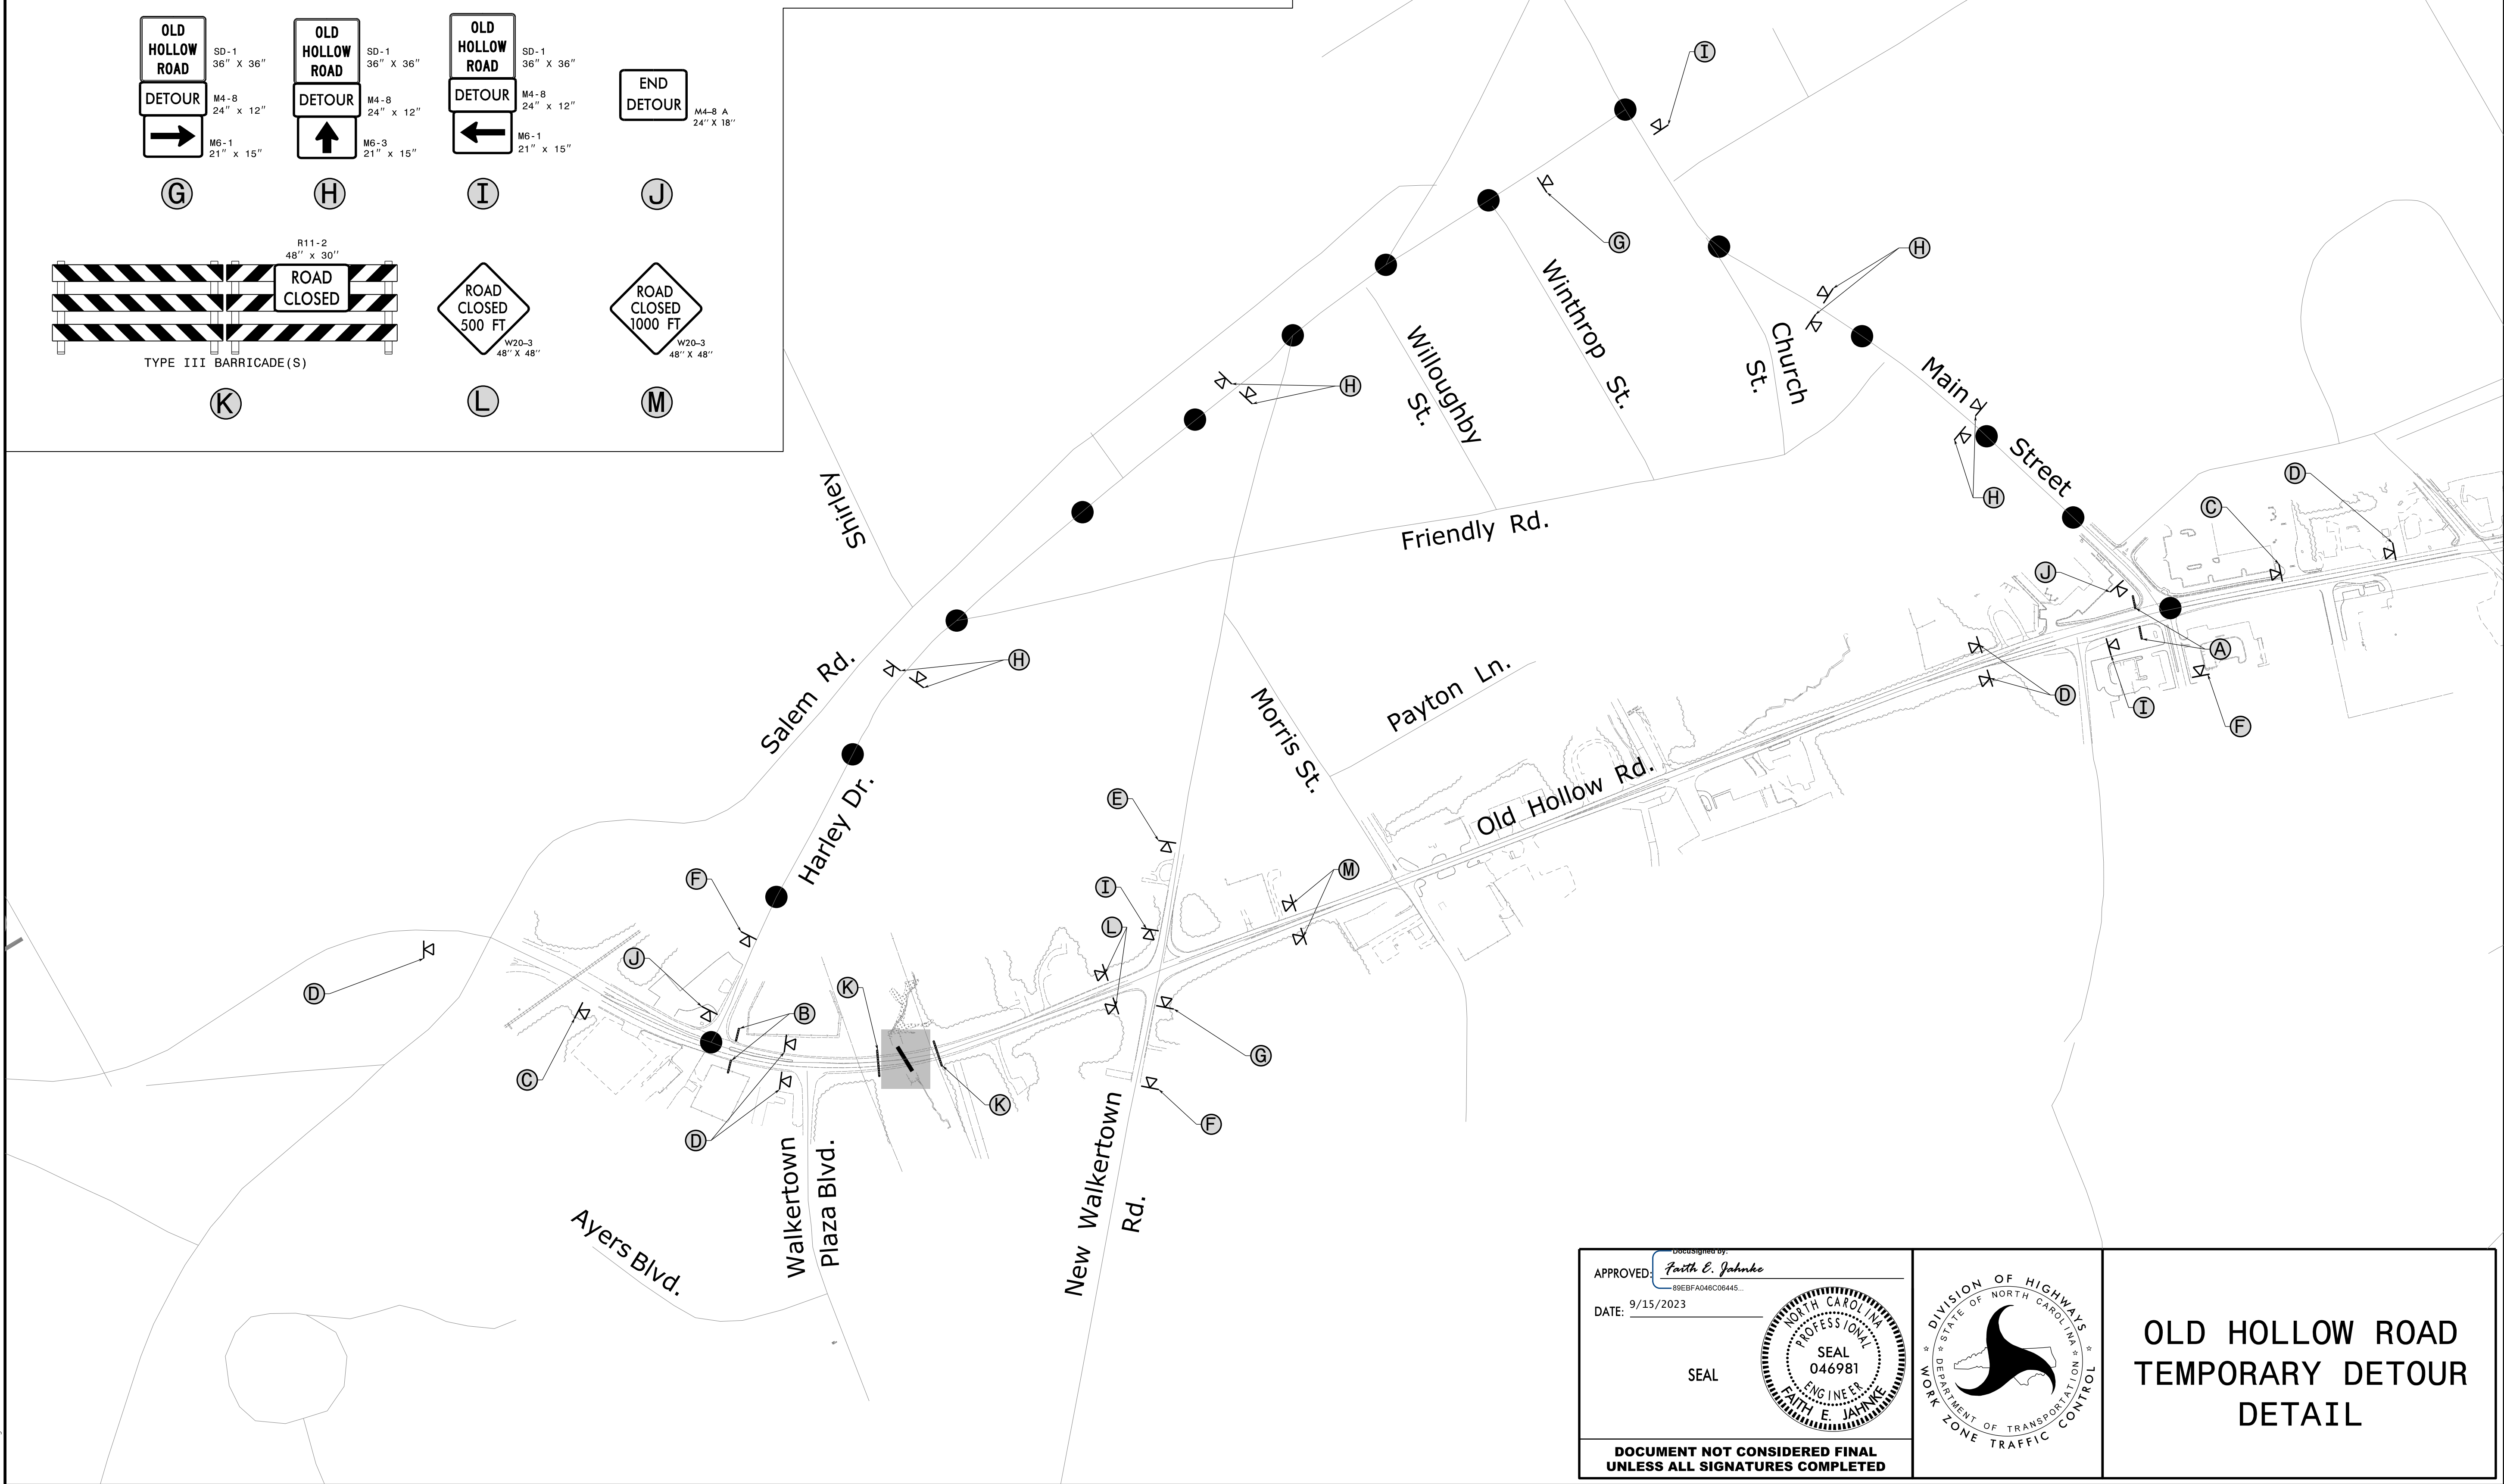 OLD
HOLLOW
ROAD
SD-1
36" X 36"
DETOUR
M4-8
24" x 12"
M6-1
21" x 15"
G
OLD
HOLLOW
ROAD
SD-1
36" X 36"
DETOUR
M4-8
24" x 12"
M6-3
21" x 15"
H
OLD
HOLLOW
ROAD
SD-1
36" X 36"
DETOUR
M4-8
24" x 12"
M6-1
21" x 15"
I
END
DETOUR
M4-8 A
24" X 18"
J
R11-2
48" x 30"
ROAD
CLOSED
TYPE III BARRICADE(S)
K
ROAD
CLOSED
500 FT
W20-3
48" X 48"
L
ROAD
CLOSED
1000 FT
W20-3
48" X 48"
M
I
G
H
H
H
H
D
C
J
A
D
I
F
Winthrop St.
Church St.
Willoughby St.
Main Street
Shirley
Friendly Rd.
Salem Rd.
Harley Dr.
Morris St.
Payton Ln.
Old Hollow Rd.
E
F
I
M
L
J
D
K
B
C
G
K
D
F
Walkertown
Plaza Blvd.
New Walkertown
Rd.
Ayers Blvd.
APPROVED:
DocuSigned by:
Faith E. Jahnke
89EBFA046C06445...
DATE: 9/15/2023
SEAL
NORTH CAROLINA
PROFESSIONAL
SEAL
046981
ENGINEER
FAITH E. JAHNKE
DOCUMENT NOT CONSIDERED FINAL
UNLESS ALL SIGNATURES COMPLETED
DIVISION OF HIGHWAYS
STATE OF NORTH CAROLINA
DEPARTMENT OF TRANSPORTATION
WORK ZONE TRAFFIC CONTROL
OLD HOLLOW ROAD
TEMPORARY DETOUR
DETAIL